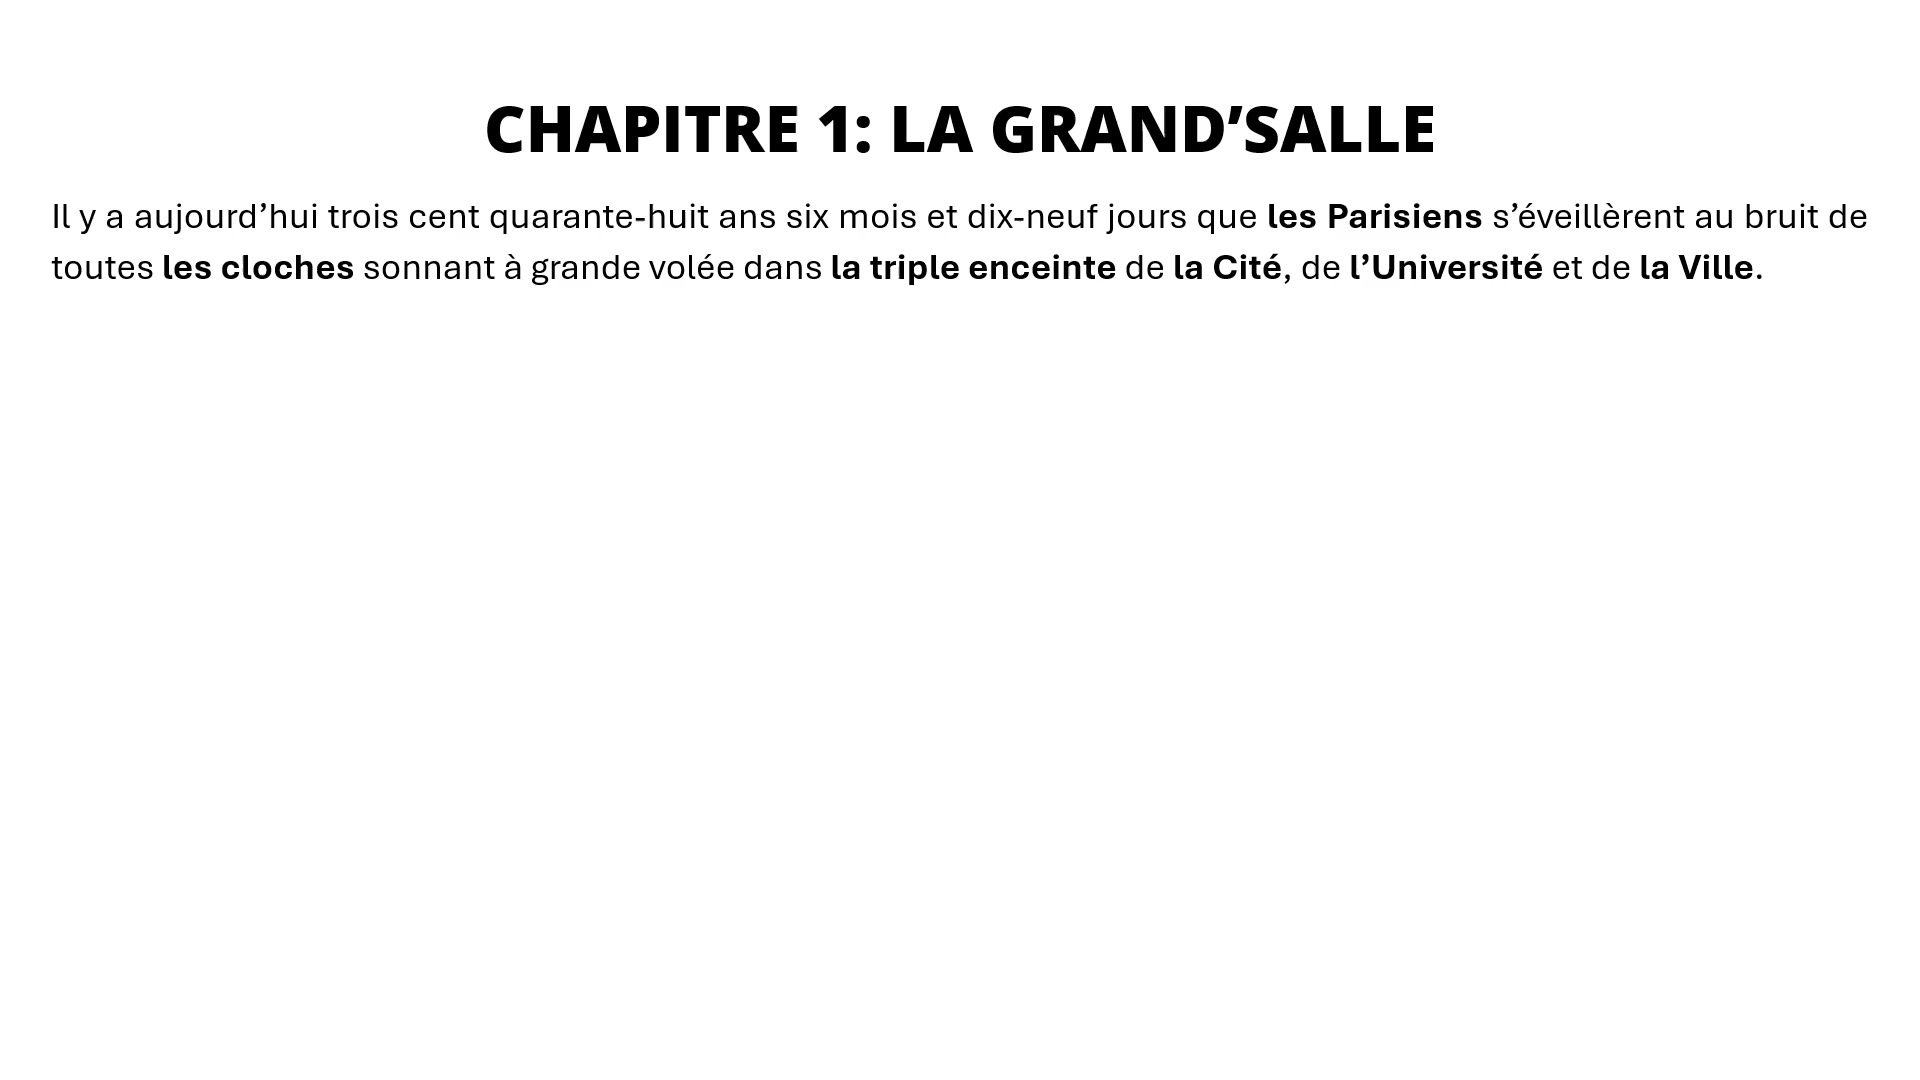 CHAPITRE 1: LA GRAND’SALLE
Il y a aujourd’hui trois cent quarante-huit ans six mois et dix-neuf jours que les Parisiens s’éveillèrent au bruit de
toutes les cloches sonnant à grande volée dans la triple enceinte de la Cité, de l’Université et de la Ville.